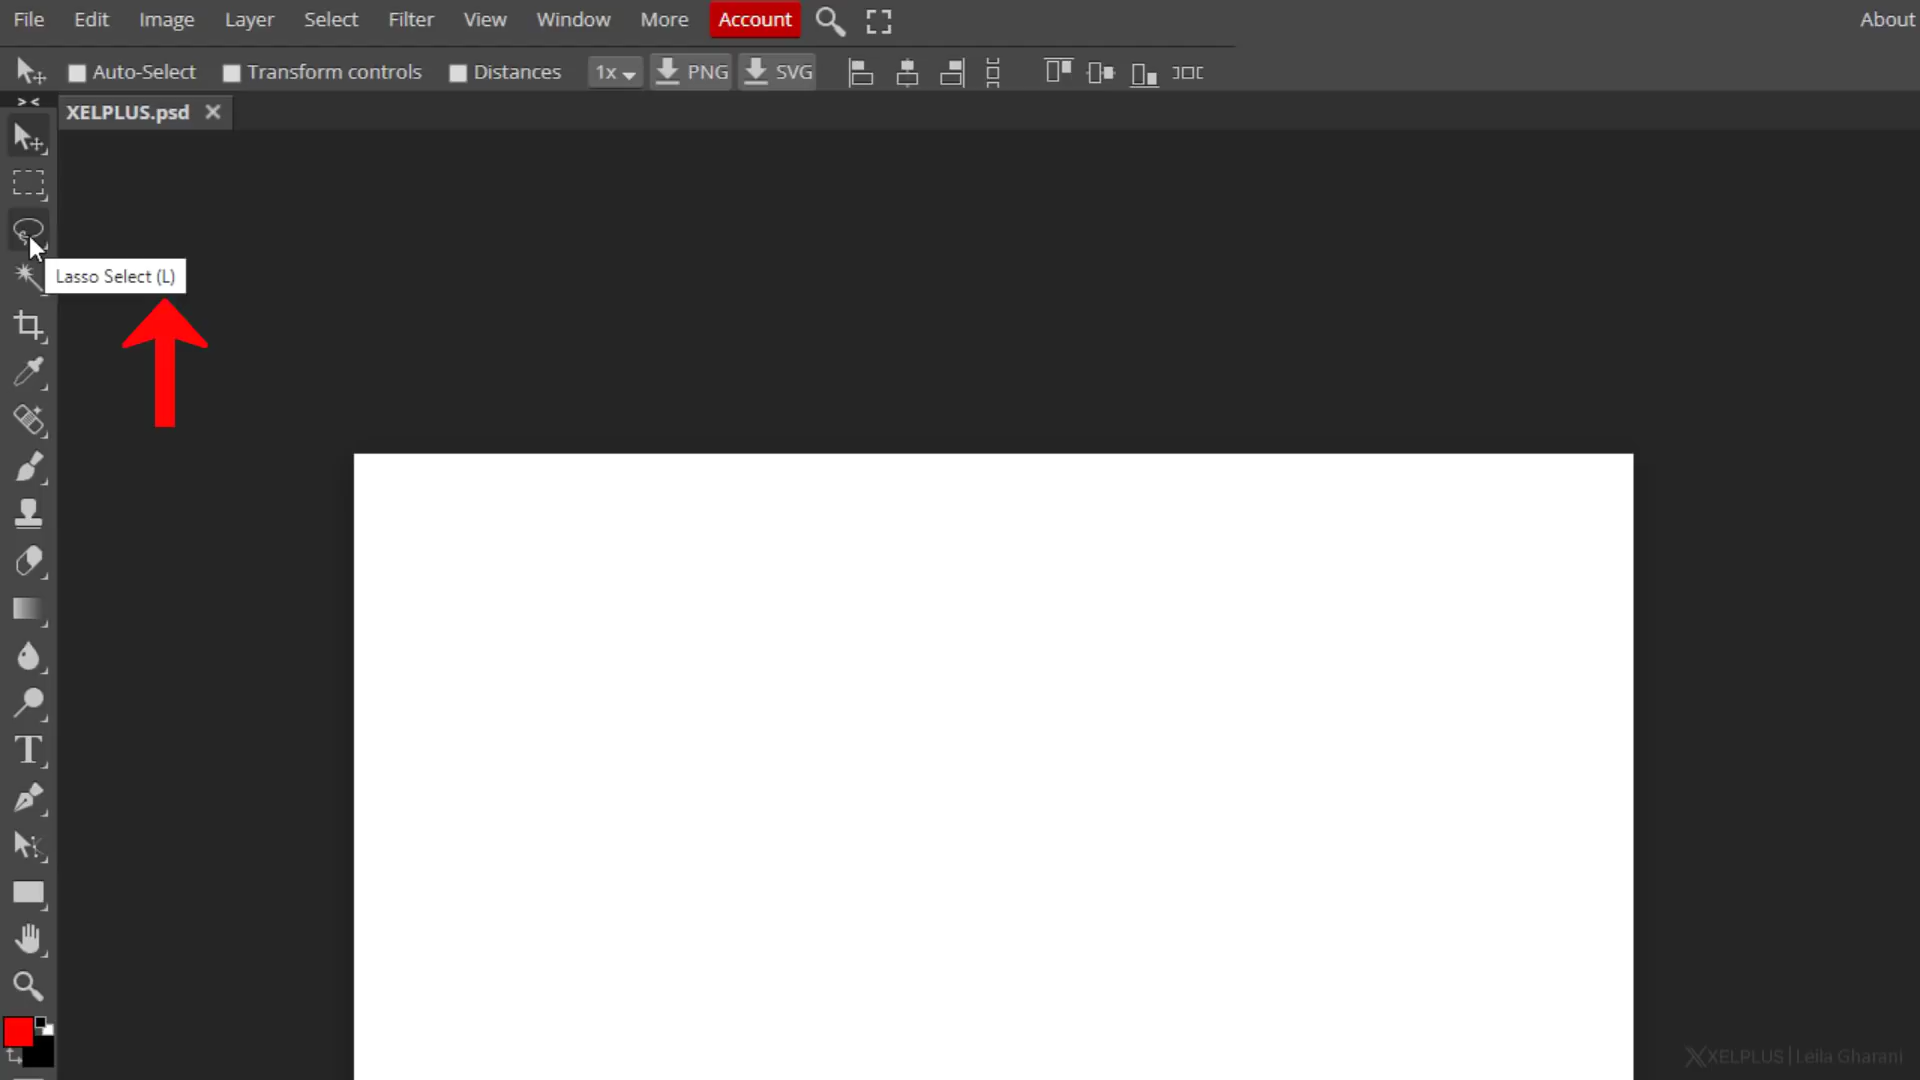 File Edit Image Layer Select Filter View Window More Account About
Auto-Select Transform controls Distances 1x PNG SVG
> <
XELPLUS.psd
Lasso Select (L)
T
XELPLUS | Leila Gharani